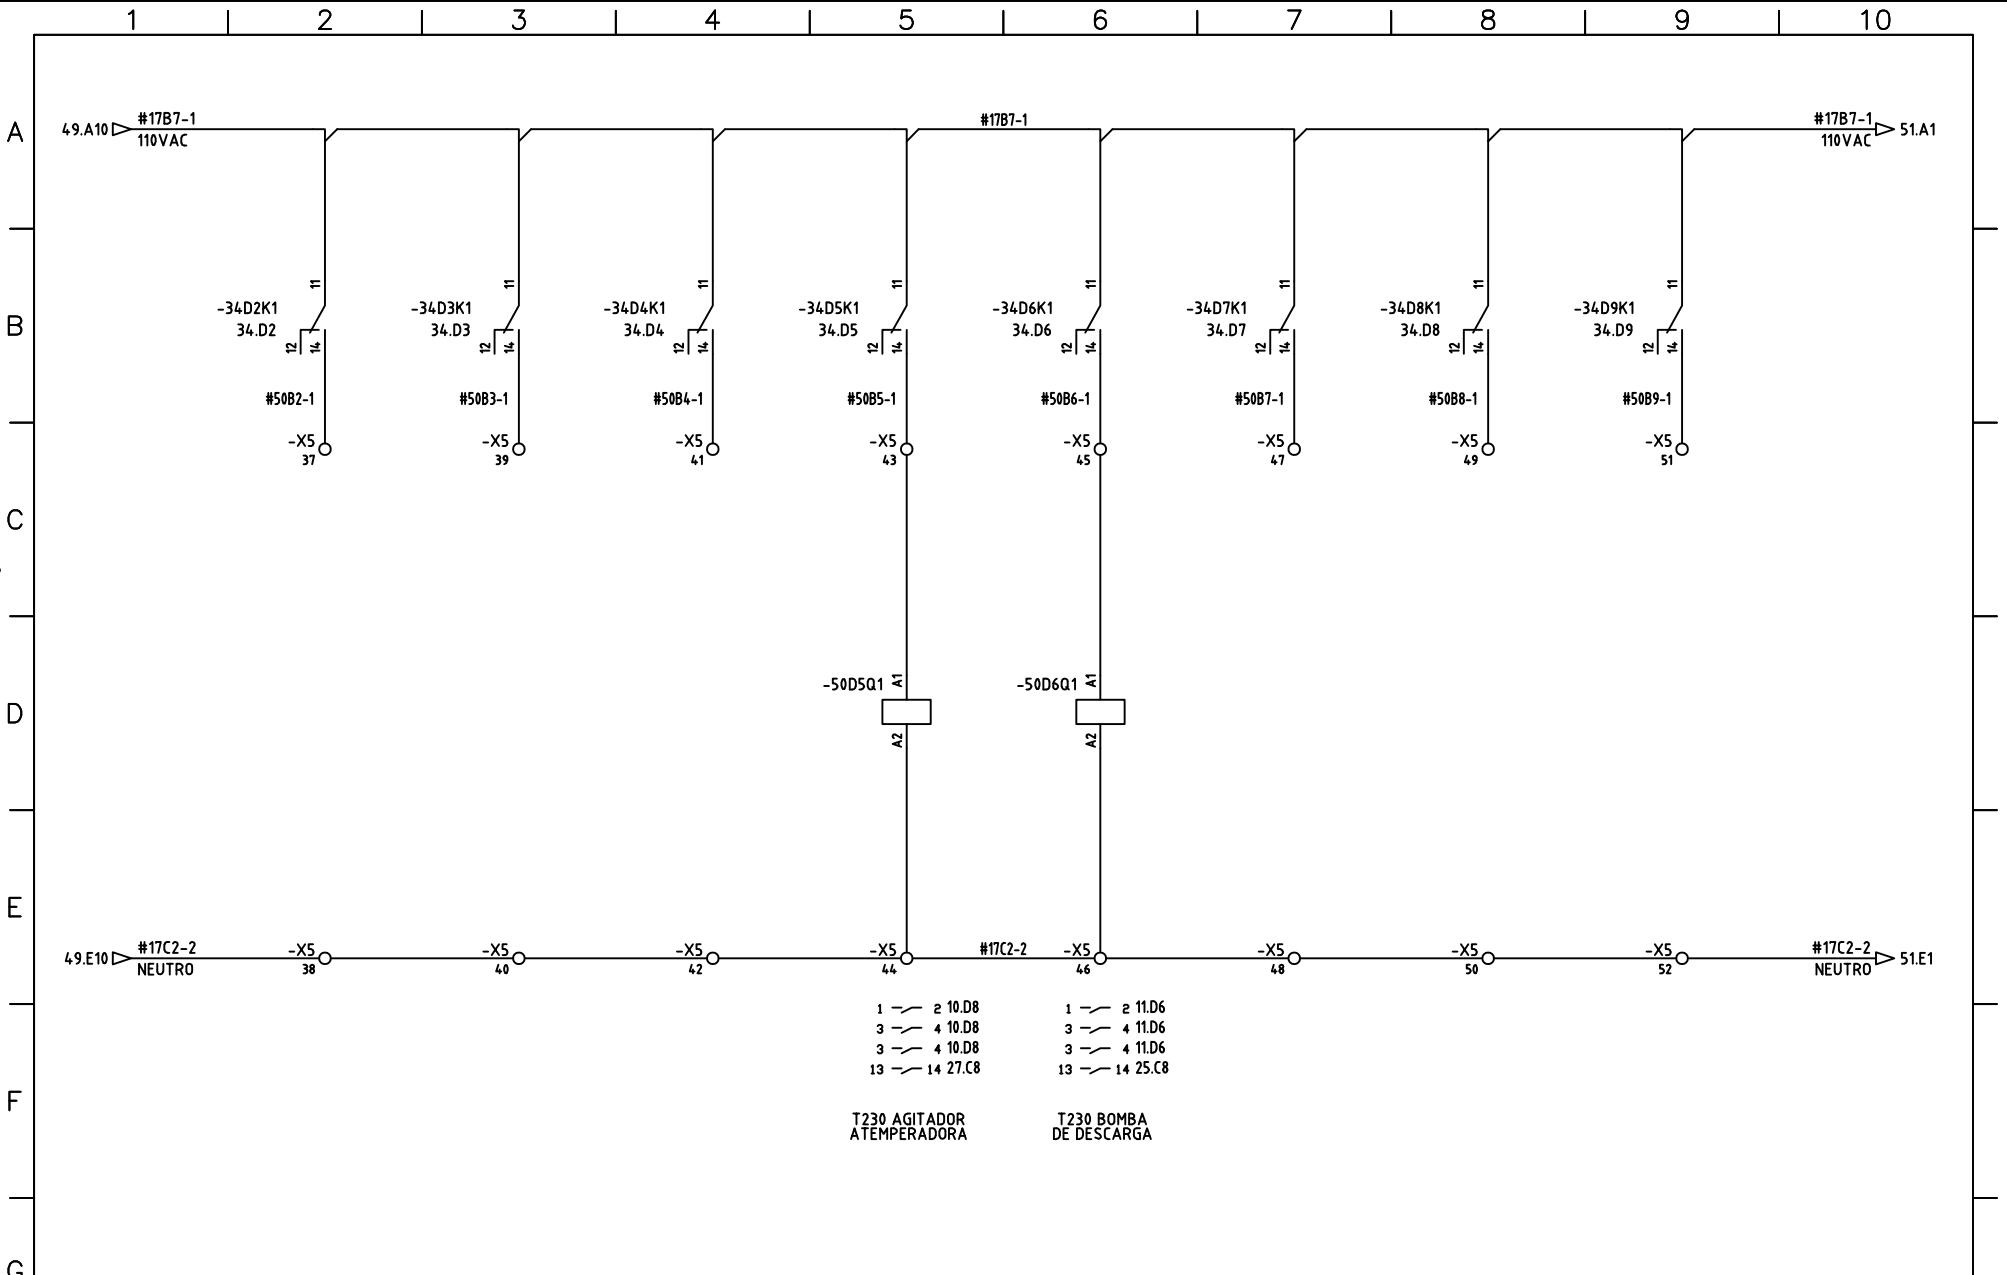 1 2 3 4 5 6 7 8 9 10
A
49.A10 #17B7-1 #17B7-1 #17B7-1 51.A1
110VAC 110VAC
11 11 11 11 11 11 11 11
-34D2K1 -34D3K1 -34D4K1 -34D5K1 -34D6K1 -34D7K1 -34D8K1 -34D9K1
B
34.D2 34.D3 34.D4 34.D5 34.D6 34.D7 34.D8 34.D9
12 14 12 14 12 14 12 14 12 14 12 14 12 14 12 14
#50B2-1 #50B3-1 #50B4-1 #50B5-1 #50B6-1 #50B7-1 #50B8-1 #50B9-1
-X5 -X5 -X5 -X5 -X5 -X5 -X5 -X5
37 39 41 43 45 47 49 51
C
-50D5Q1 A1 -50D6Q1 A1
D
A2 A2
E
49.E10 #17C2-2 -X5 -X5 -X5 -X5 #17C2-2 -X5 -X5 -X5 -X5 #17C2-2 51.E1
NEUTRO 38 40 42 44 46 48 50 52 NEUTRO
1 2 10.D8 1 2 11.D6
3 4 10.D8 3 4 11.D6
3 4 10.D8 3 4 11.D6
13 14 27.C8 13 14 25.C8
F
T230 AGITADOR T230 BOMBA
ATEMPERADORA DE DESCARGA
G